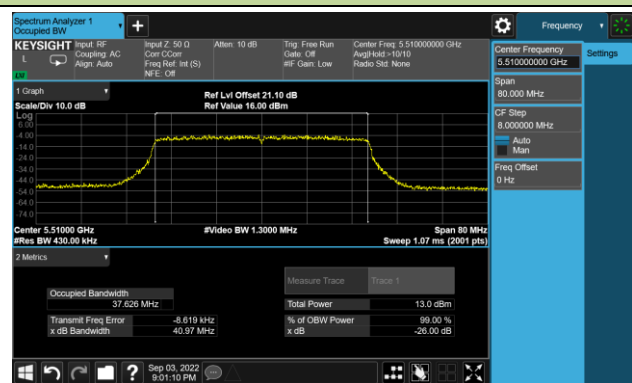 Spectrum Analyzer 1
Occupied BW
Frequency
KEYSIGHT
L
Input: RF
Coupling: AC
Align: Auto
Input Z: 50 Ω
Corr CCorr
Freq Ref: Int (S)
NFE: Off
Atten: 10 dB
Trig: Free Run
Gate: Off
#IF Gain: Low
Center Freq: 5.510000000 GHz
Avg|Hold:>10/10
Radio Std: None
1 Graph
Scale/Div 10.0 dB
Ref Lvl Offset 21.10 dB
Ref Value 16.00 dBm
Log
6.00
-4.00
-14.0
-24.0
-34.0
-44.0
-54.0
-64.0
-74.0
Center 5.51000 GHz
#Res BW 430.00 kHz
#Video BW 1.3000 MHz
Span 80 MHz
Sweep 1.07 ms (2001 pts)
2 Metrics
Measure Trace
Trace 1
Occupied Bandwidth
37.626 MHz
Total Power
13.0 dBm
Transmit Freq Error
-8.619 kHz
% of OBW Power
99.00 %
x dB Bandwidth
40.97 MHz
x dB
-26.00 dB
Sep 03, 2022
9:01:10 PM
Center Frequency
5.510000000 GHz
Settings
Span
80.000 MHz
CF Step
8.000000 MHz
Auto
Man
Freq Offset
0 Hz